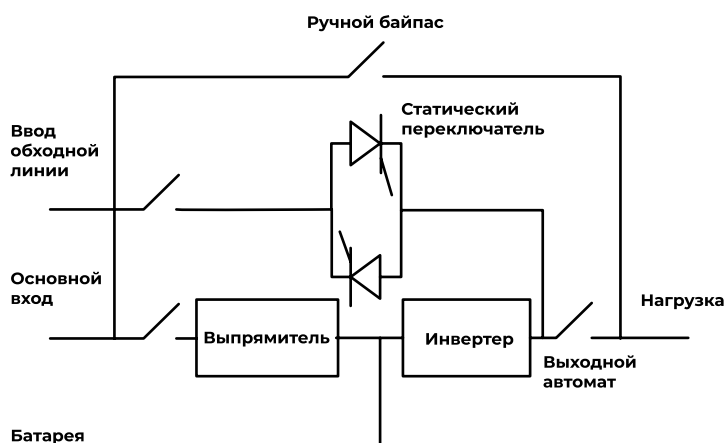 Ручной байпас
Статический
переключатель
Ввод
обходной
линии
Основной
вход
Нагрузка
Выпрямитель
Инвертер
Выходной
автомат
Батарея